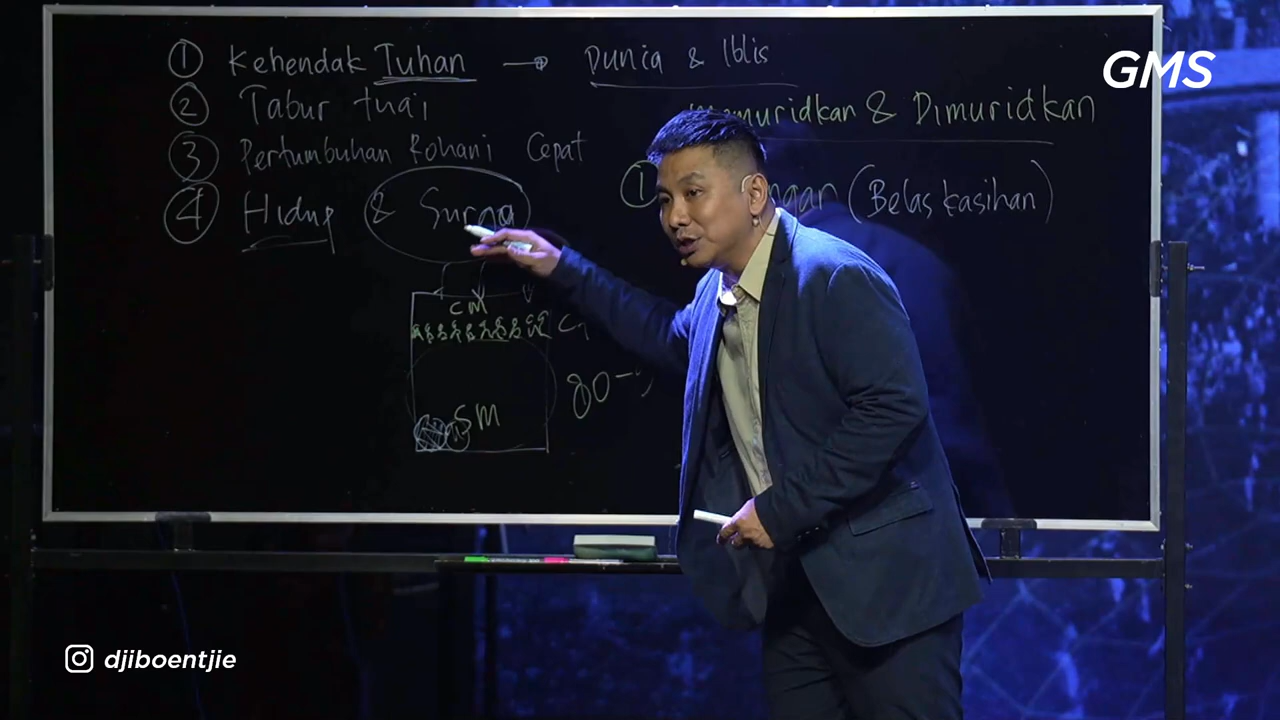 ① Kehendak Tuhan → Dunia & Iblis
② Tabur tuai
③ Pertumbuhan Rohani Cepat
④ Hidup & Surga
& Dimuridkan
① (Belas kasihan)
CM
SM
80-
GMS
djiboentjie